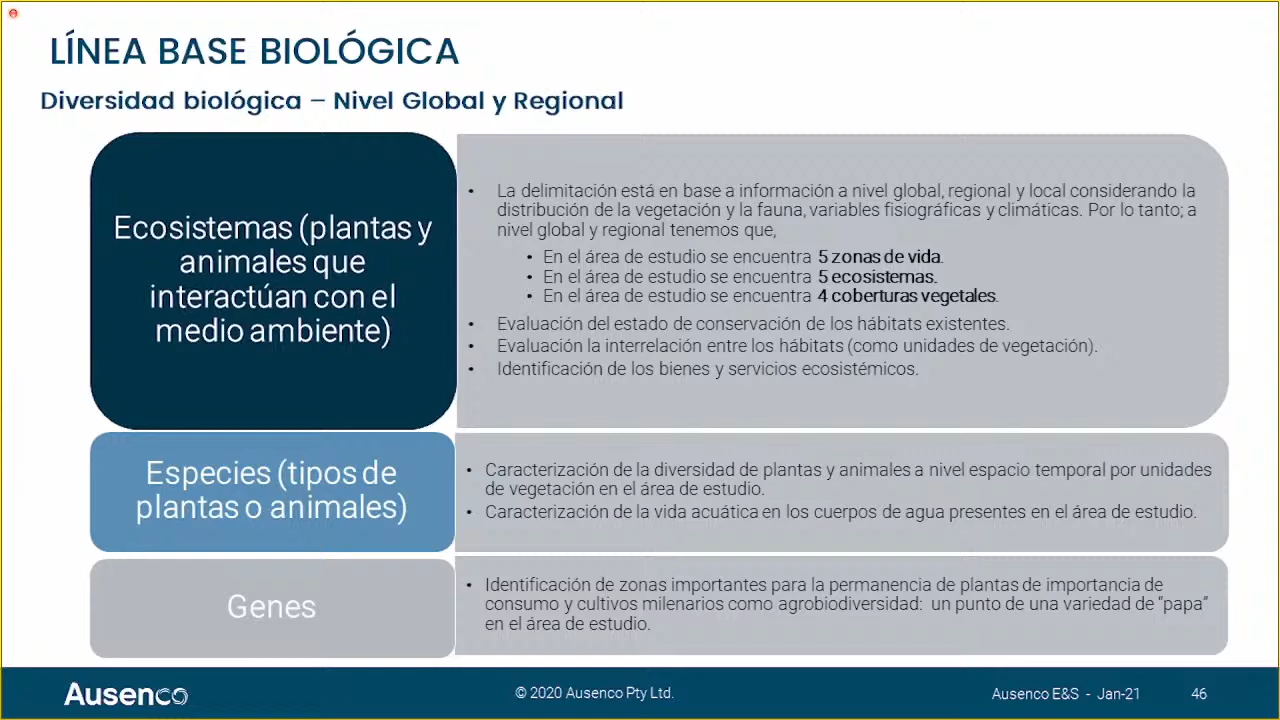 LÍNEA BASE BIOLÓGICA
Diversidad biológica – Nivel Global y Regional
Ecosistemas (plantas y
animales que
interactúan con el
medio ambiente)
• La delimitación está en base a información a nivel global, regional y local considerando la
distribución de la vegetación y la fauna, variables fisiográficas y climáticas. Por lo tanto; a
nivel global y regional tenemos que,
• En el área de estudio se encuentra 5 zonas de vida.
• En el área de estudio se encuentra 5 ecosistemas.
• En el área de estudio se encuentra 4 coberturas vegetales.
• Evaluación del estado de conservación de los hábitats existentes.
• Evaluación la interrelación entre los hábitats (como unidades de vegetación).
• Identificación de los bienes y servicios ecosistémicos.
Especies (tipos de
plantas o animales)
• Caracterización de la diversidad de plantas y animales a nivel espacio temporal por unidades
de vegetación en el área de estudio.
• Caracterización de la vida acuática en los cuerpos de agua presentes en el área de estudio.
Genes
• Identificación de zonas importantes para la permanencia de plantas de importancia de
consumo y cultivos milenarios como agrobiodiversidad: un punto de una variedad de “papa”
en el área de estudio.
Ausenco
© 2020 Ausenco Pty Ltd.
Ausenco E&S - Jan-21
46